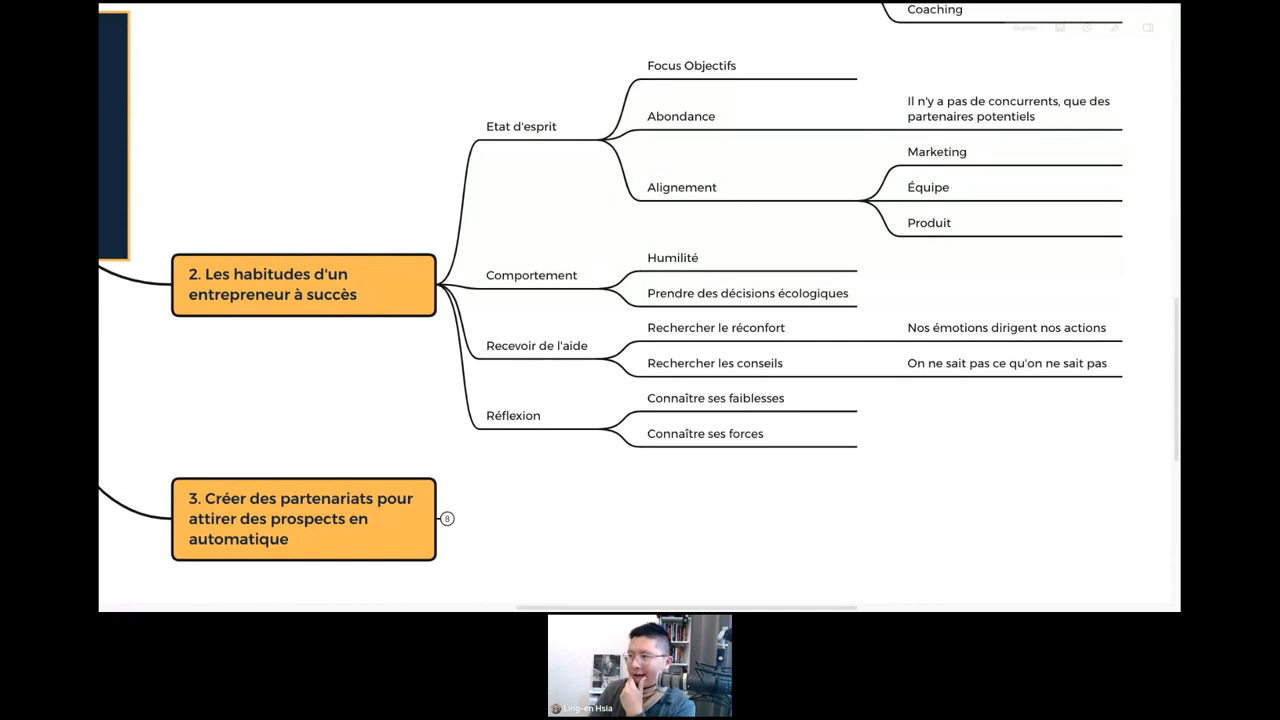 Coaching
Focus Objectifs
Il n'y a pas de concurrents, que des
partenaires potentiels
Abondance
Etat d'esprit
Marketing
Alignement
Équipe
Produit
2. Les habitudes d'un
entrepreneur à succès
Comportement
Humilité
Prendre des décisions écologiques
Recevoir de l'aide
Rechercher le réconfort
Nos émotions dirigent nos actions
Rechercher les conseils
On ne sait pas ce qu'on ne sait pas
Réflexion
Connaître ses faiblesses
Connaître ses forces
3. Créer des partenariats pour
attirer des prospects en
automatique
8
Ling-en Hsia